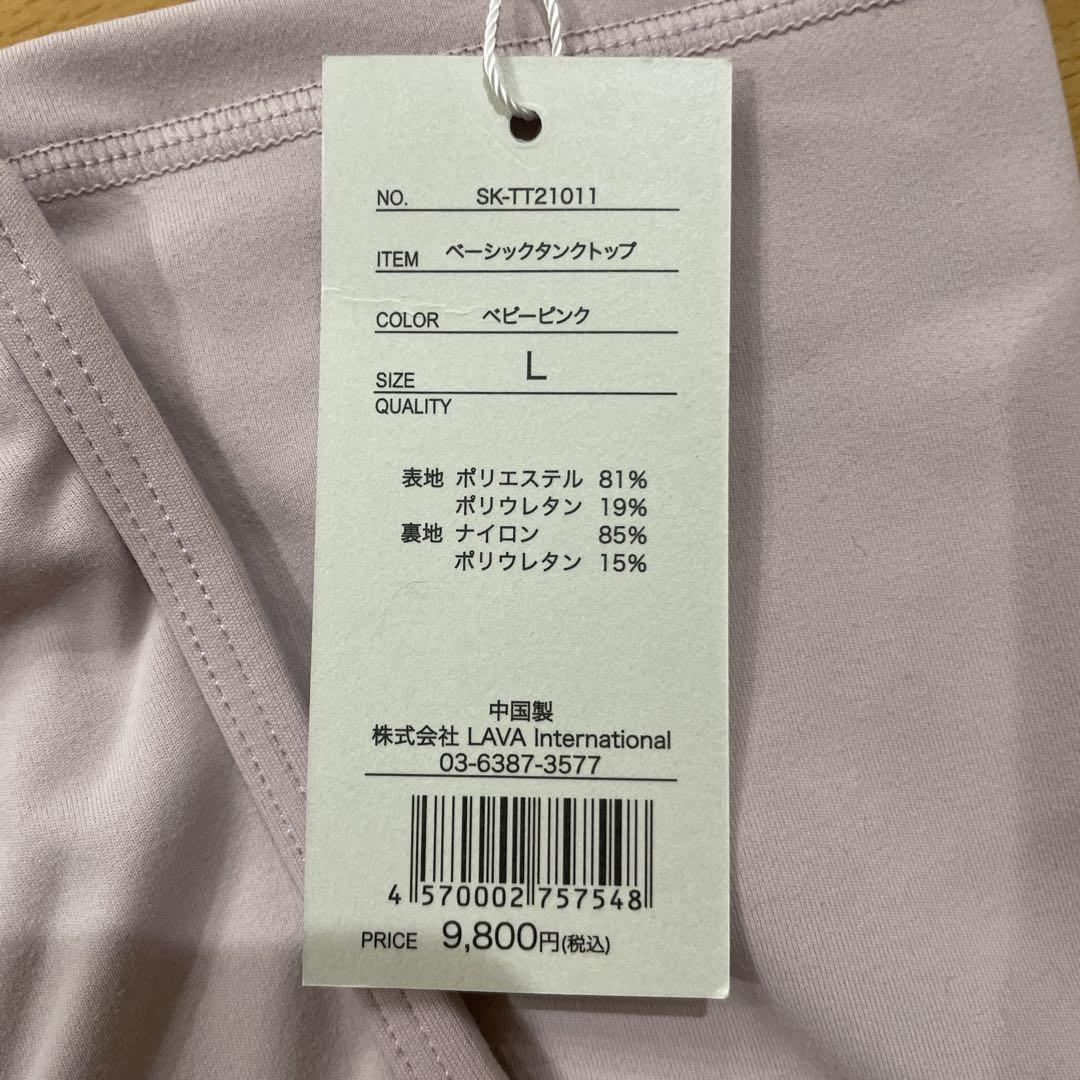 NO. SK-TT21011
ITEM ベーシックタンクトップ
COLOR ベビーピンク
SIZE L
QUALITY
表地 ポリエステル 81%
ポリウレタン 19%
裏地 ナイロン 85%
ポリウレタン 15%
中国製
株式会社 LAVA International
03-6387-3577
4 570002 757548
PRICE 9,800円(税込)